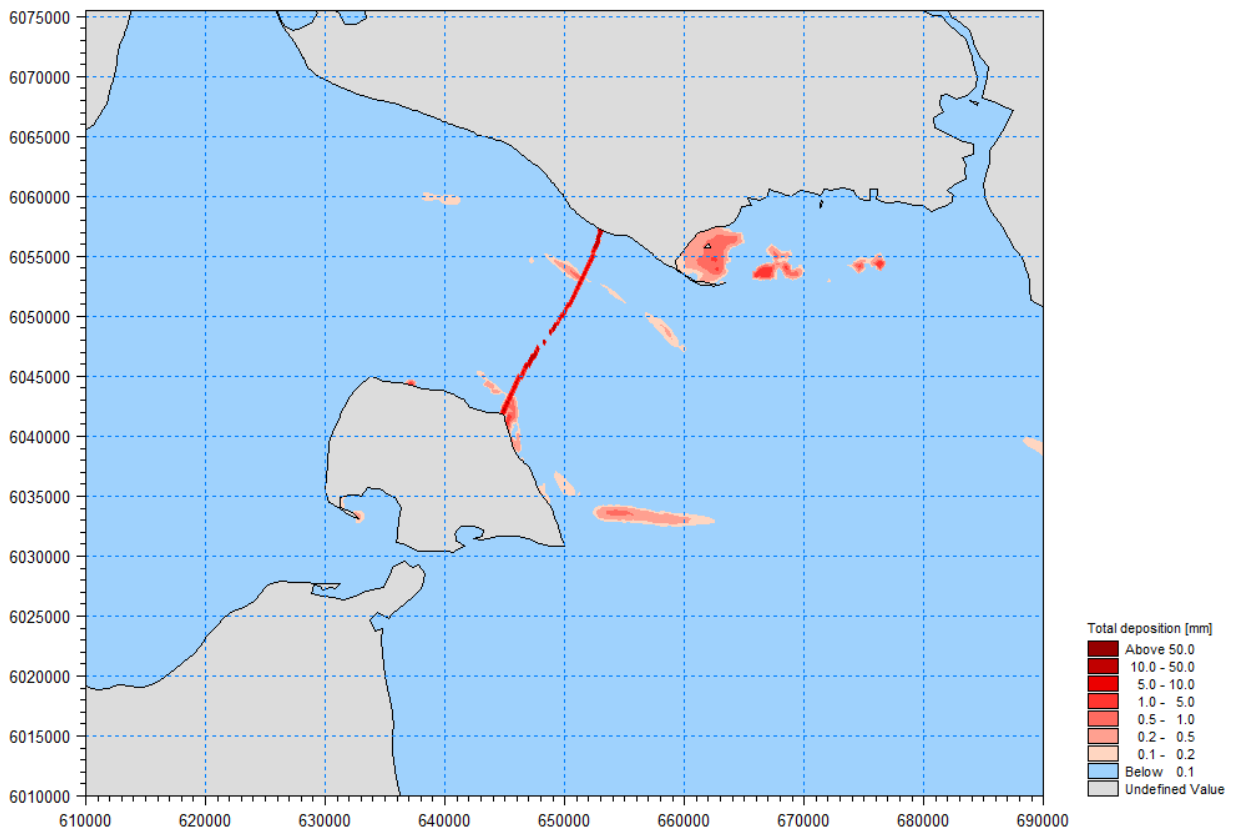 6075000
6070000
6065000
6060000
6055000
6050000
6045000
6040000
6035000
6030000
6025000
6020000
6015000
6010000
610000 620000 630000 640000 650000 660000 670000 680000 690000
Total deposition [mm]
Above 50.0
10.0 - 50.0
5.0 - 10.0
1.0 - 5.0
0.5 - 1.0
0.2 - 0.5
0.1 - 0.2
Below 0.1
Undefined Value